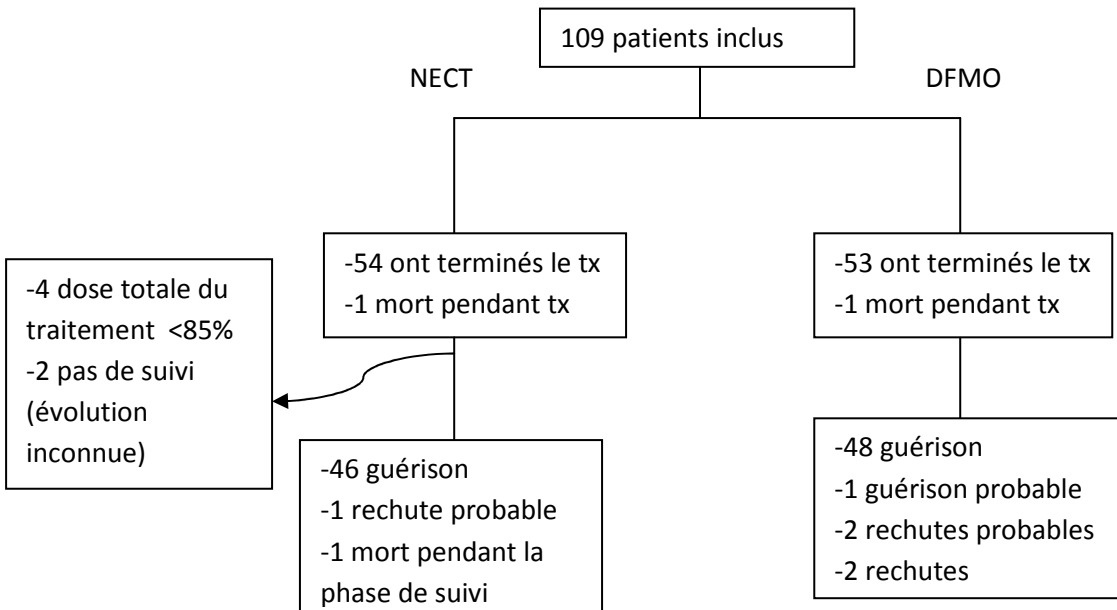 109 patients inclus
NECT
DFMO
-54 ont terminés le tx
-1 mort pendant tx
-53 ont terminés le tx
-1 mort pendant tx
-4 dose totale du
traitement <85%
-2 pas de suivi
(évolution
inconnue)
-46 guérison
-1 rechute probable
-1 mort pendant la
phase de suivi
-48 guérison
-1 guérison probable
-2 rechutes probables
-2 rechutes